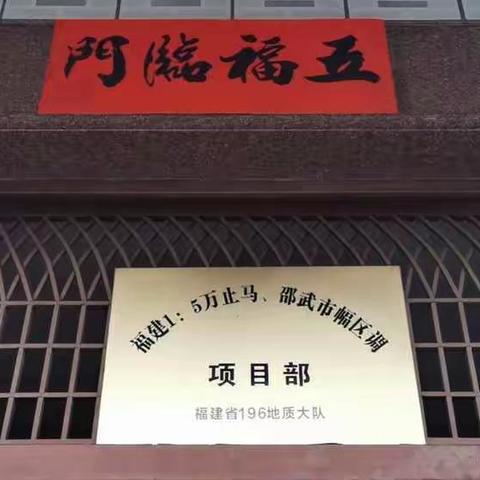 五福臨門
福建1：5万止马、邵武市幅区调
项目部
福建省196地质大队